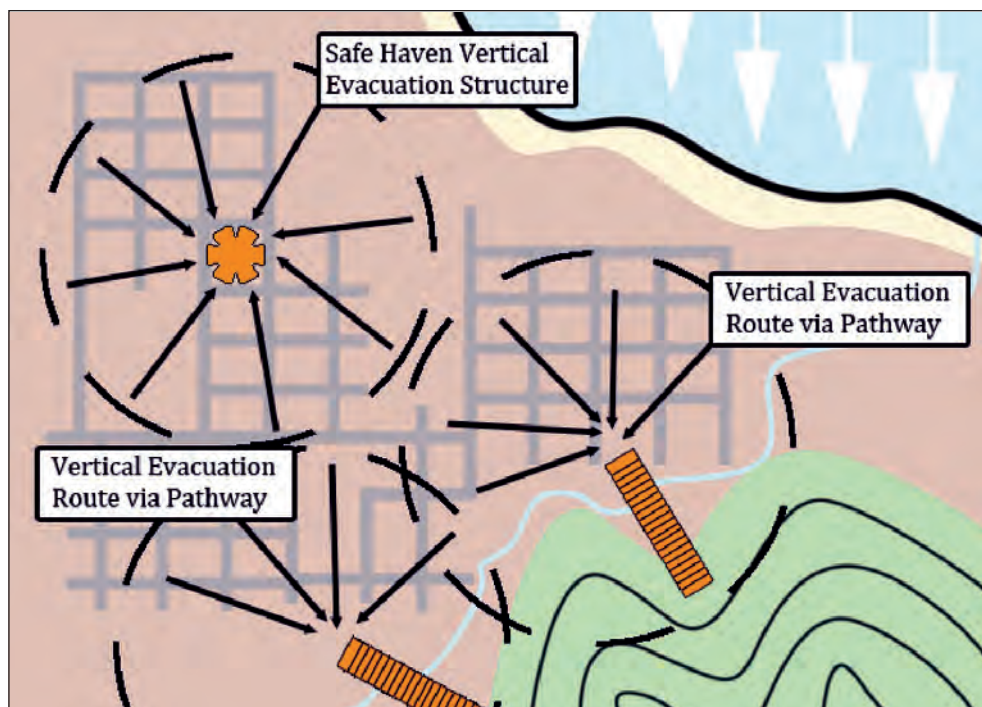 Safe Haven Vertical
Evacuation Structure
Vertical Evacuation
Route via Pathway
Vertical Evacuation
Route via Pathway